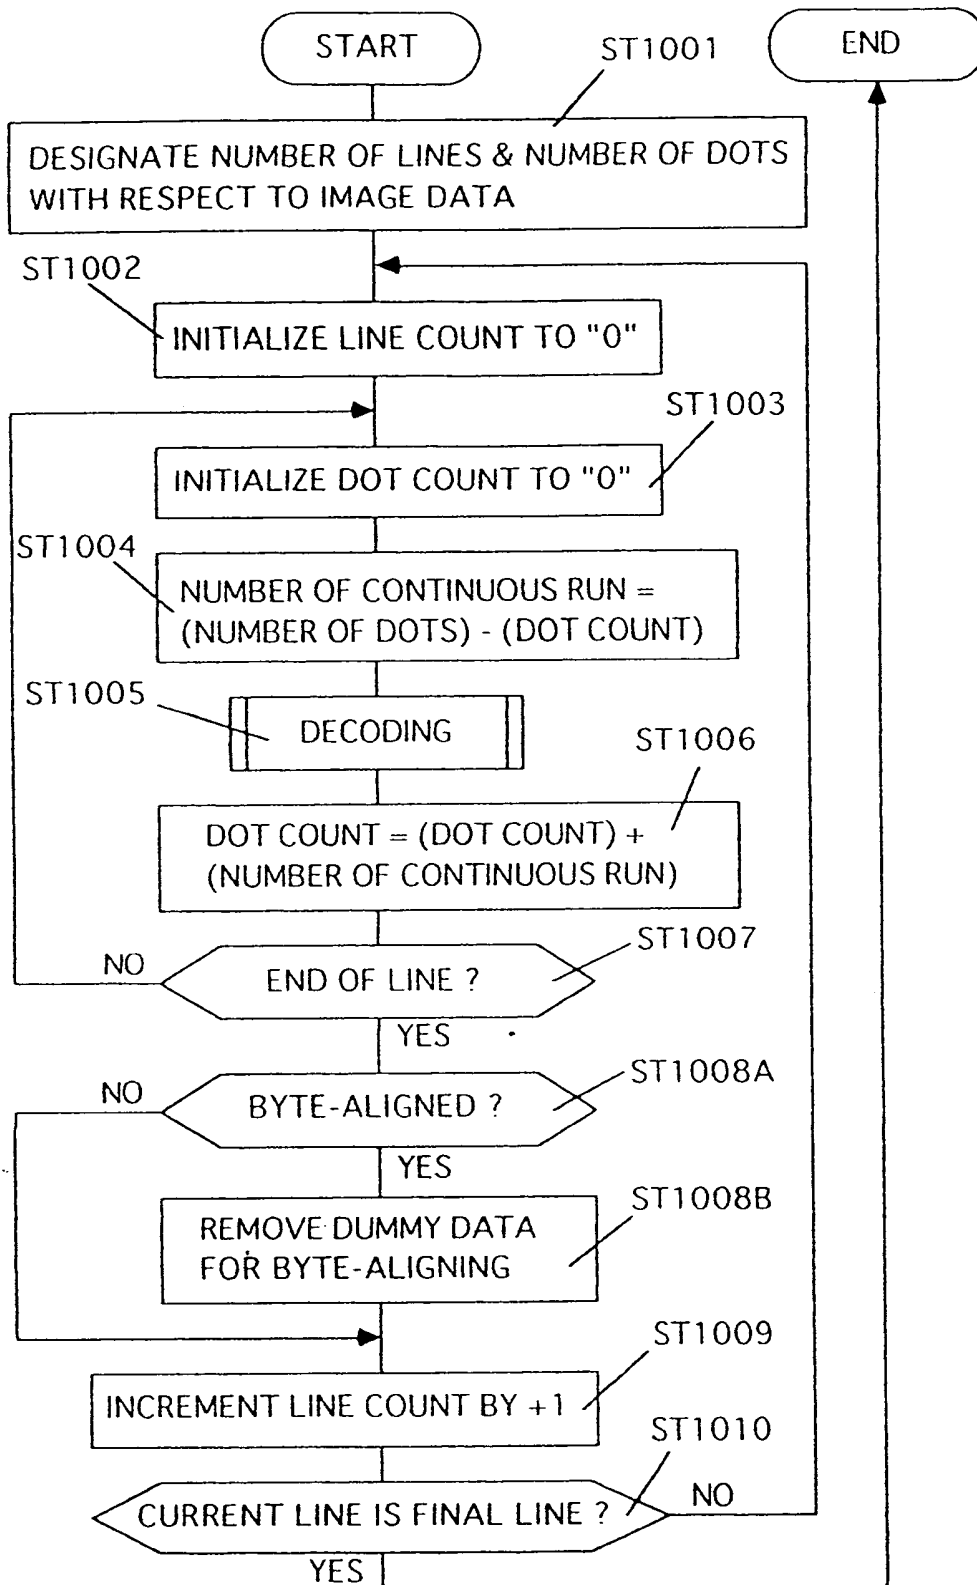 START
END
ST1001
DESIGNATE NUMBER OF LINES & NUMBER OF DOTS
WITH RESPECT TO IMAGE DATA
ST1002
INITIALIZE LINE COUNT TO "0"
ST1003
INITIALIZE DOT COUNT TO "0"
ST1004
NUMBER OF CONTINUOUS RUN =
(NUMBER OF DOTS) - (DOT COUNT)
ST1005
DECODING
ST1006
DOT COUNT = (DOT COUNT) +
(NUMBER OF CONTINUOUS RUN)
ST1007
NO
END OF LINE ?
YES
ST1008A
NO
BYTE-ALIGNED ?
YES
ST1008B
REMOVE DUMMY DATA
FOR BYTE-ALIGNING
ST1009
INCREMENT LINE COUNT BY +1
ST1010
CURRENT LINE IS FINAL LINE ?
NO
YES